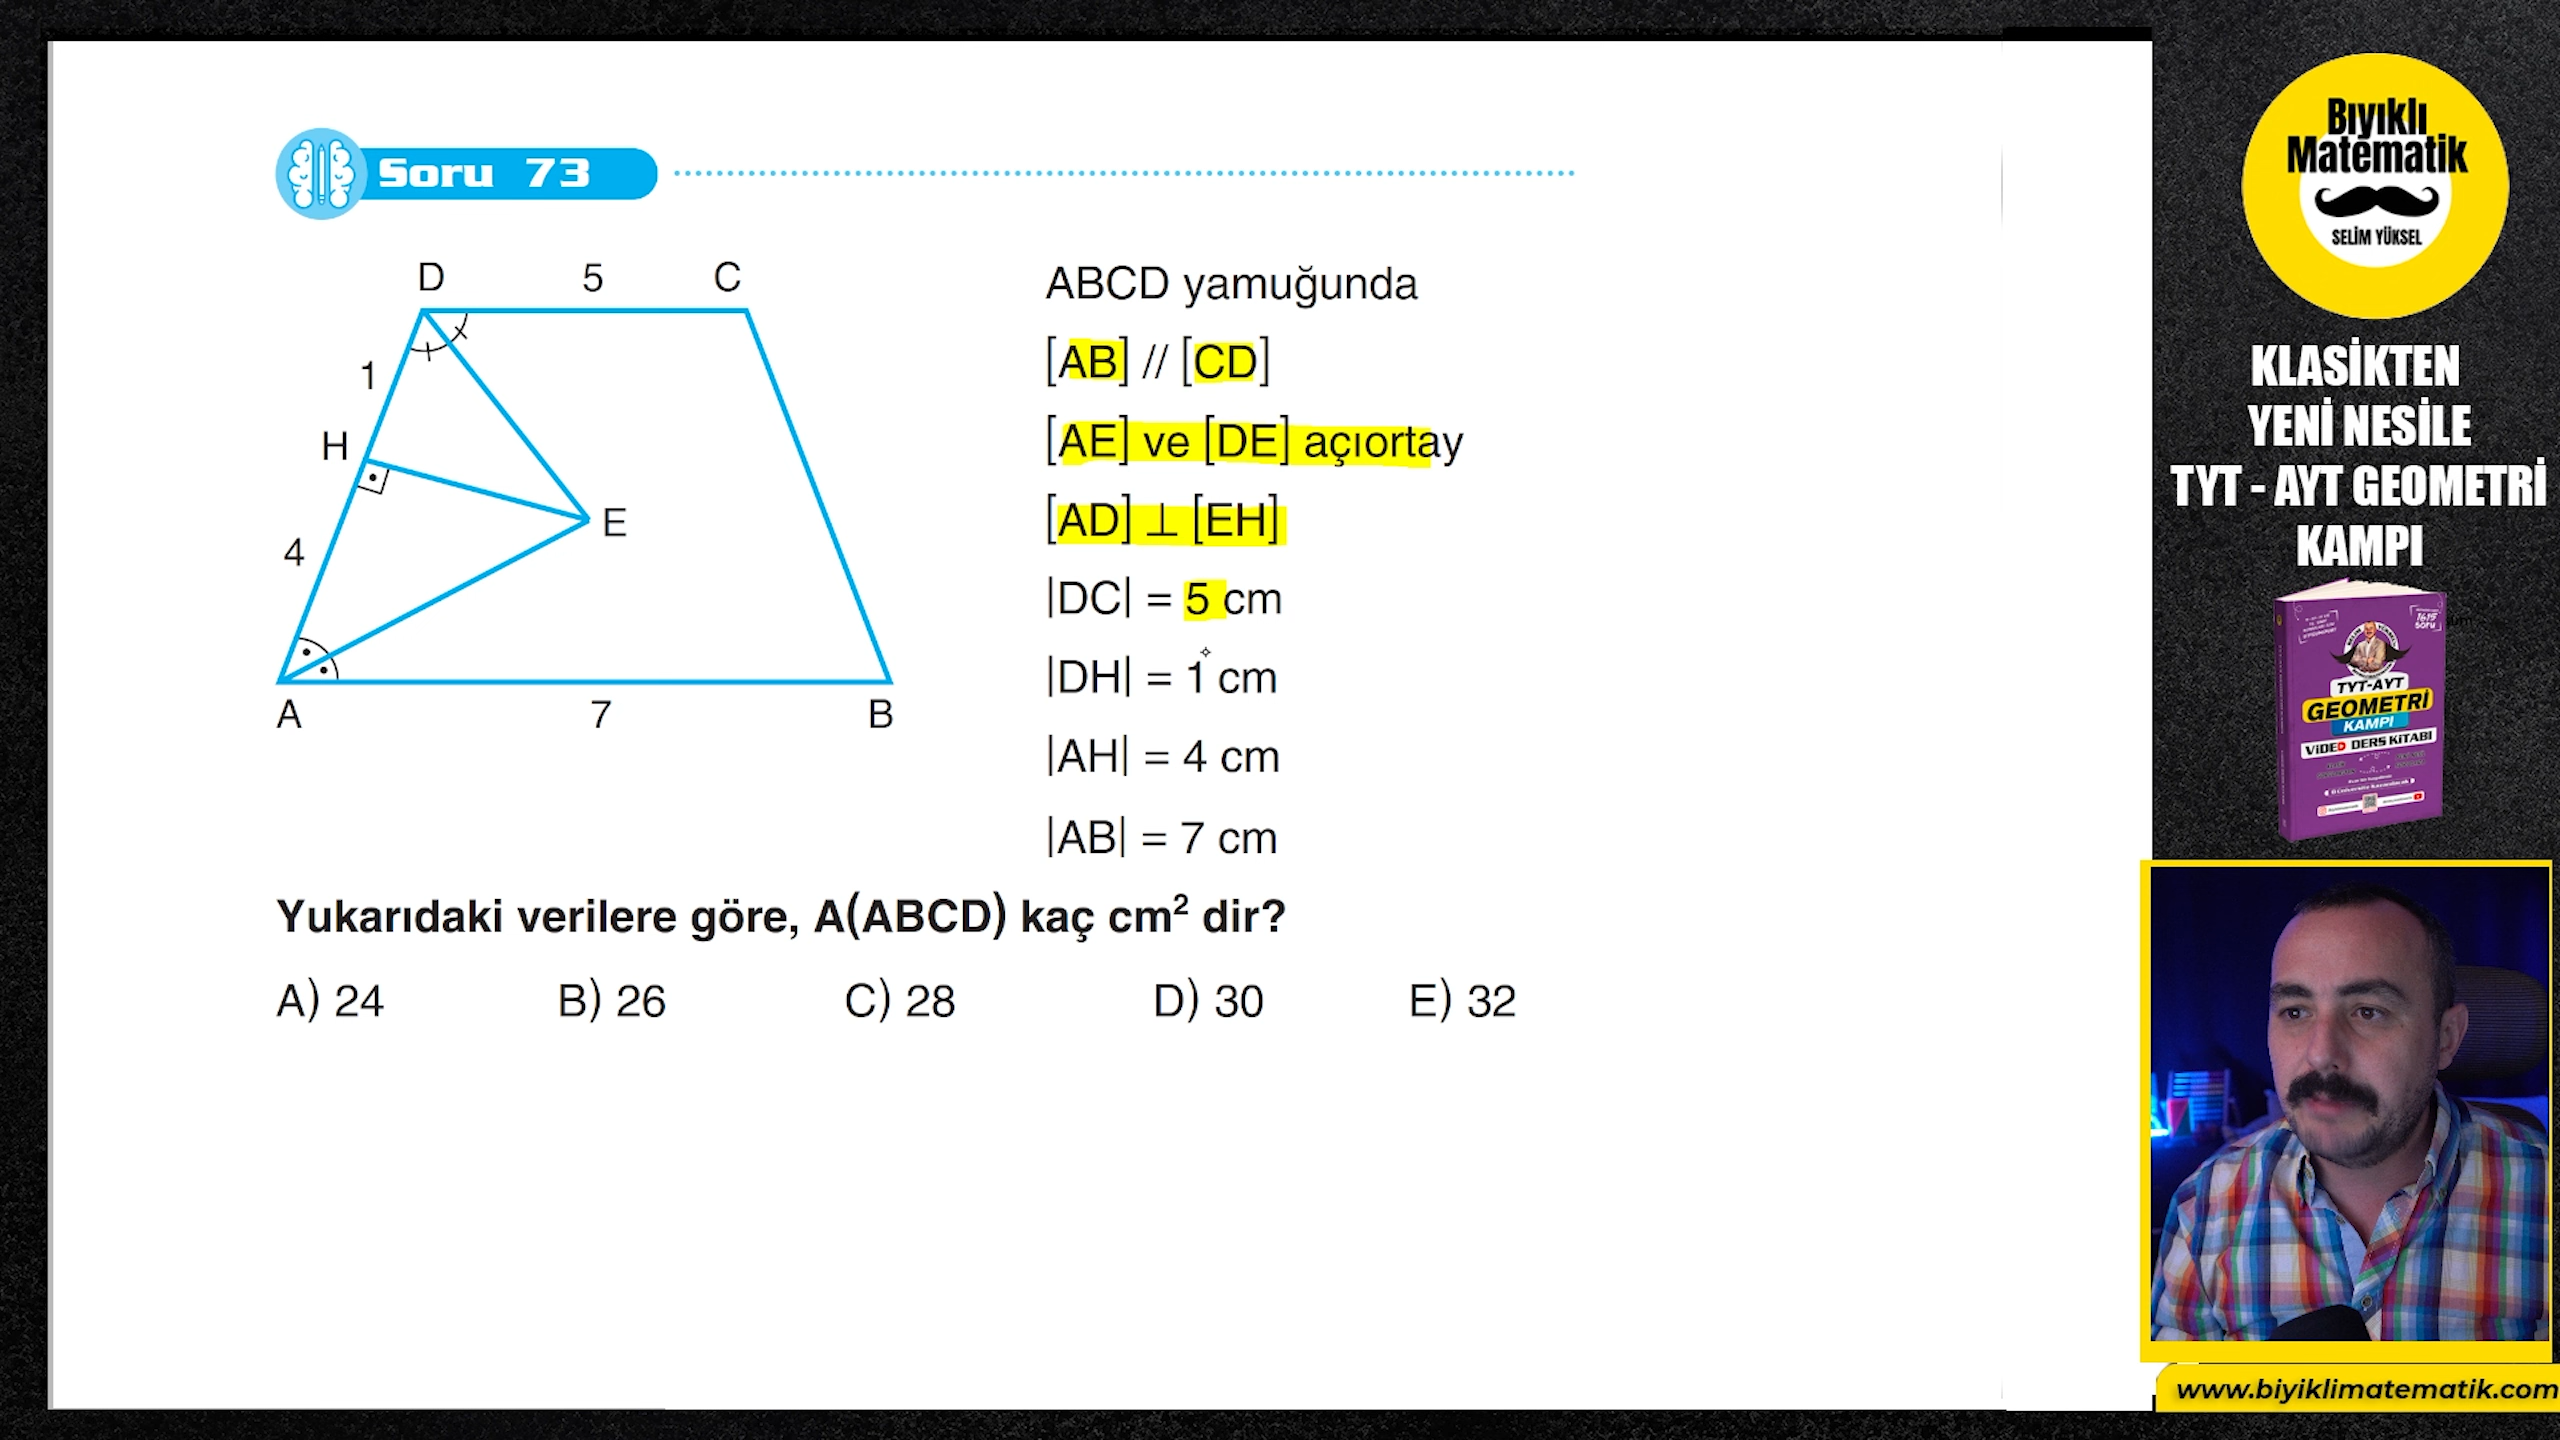 Soru 73
D 5 C
1
H
E
4
A 7 B
ABCD yamuğunda
[AB] // [CD]
[AE] ve [DE] açıortay
[AD] ⊥ [EH]
|DC| = 5 cm
|DH| = 1 cm
|AH| = 4 cm
|AB| = 7 cm
Yukarıdaki verilere göre, A(ABCD) kaç cm² dir?
A) 24 B) 26 C) 28 D) 30 E) 32
Bıyıklı
Matematik
SELİM YÜKSEL
KLASİKTEN
YENİ NESİLE
TYT - AYT GEOMETRİ
KAMPI
1615
soru
TYT-AYT
GEOMETRİ
KAMPI
VİDEO DERS KİTABI
www.biyiklimatematik.com